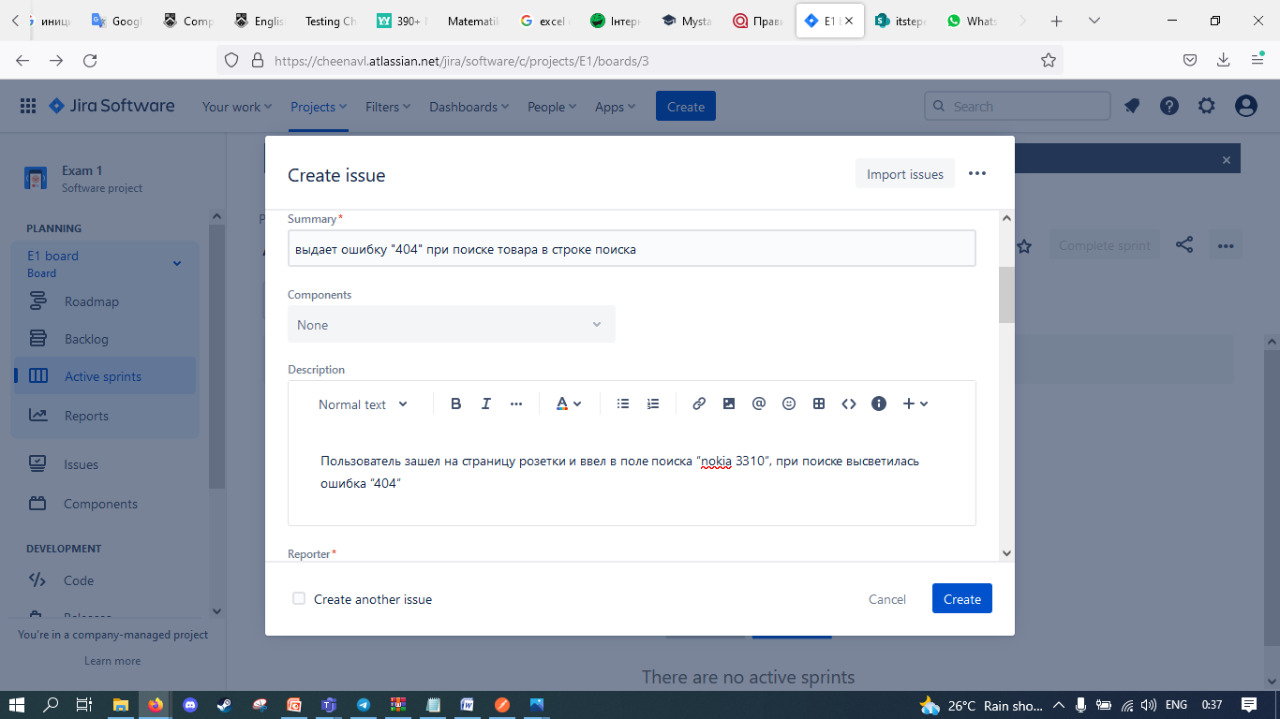 иниц
Googl
Comp
English
Testing Ch
390+
Matemati
excel
Інтер
Mysta
Прав
E1
itstep
Whats
https://cheenavl.atlassian.net/jira/software/c/projects/E1/boards/3
Jira Software
Your work
Projects
Filters
Dashboards
People
Apps
Create
Search
Exam 1
Software project
PLANNING
E1 board
Board
Roadmap
Backlog
Active sprints
Reports
Issues
Components
DEVELOPMENT
Code
Releases
You're in a company-managed project
Learn more
Complete sprint
Create issue
Import issues
Summary*
выдает ошибку "404" при поиске товара в строке поиска
Components
None
Description
Normal text
Пользователь зашел на страницу розетки и ввел в поле поиска "nokia 3310", при поиске высветилась
ошибка "404"
Reporter*
Create another issue
Cancel
Create
There are no active sprints
26°C Rain sho...
ENG
0:37